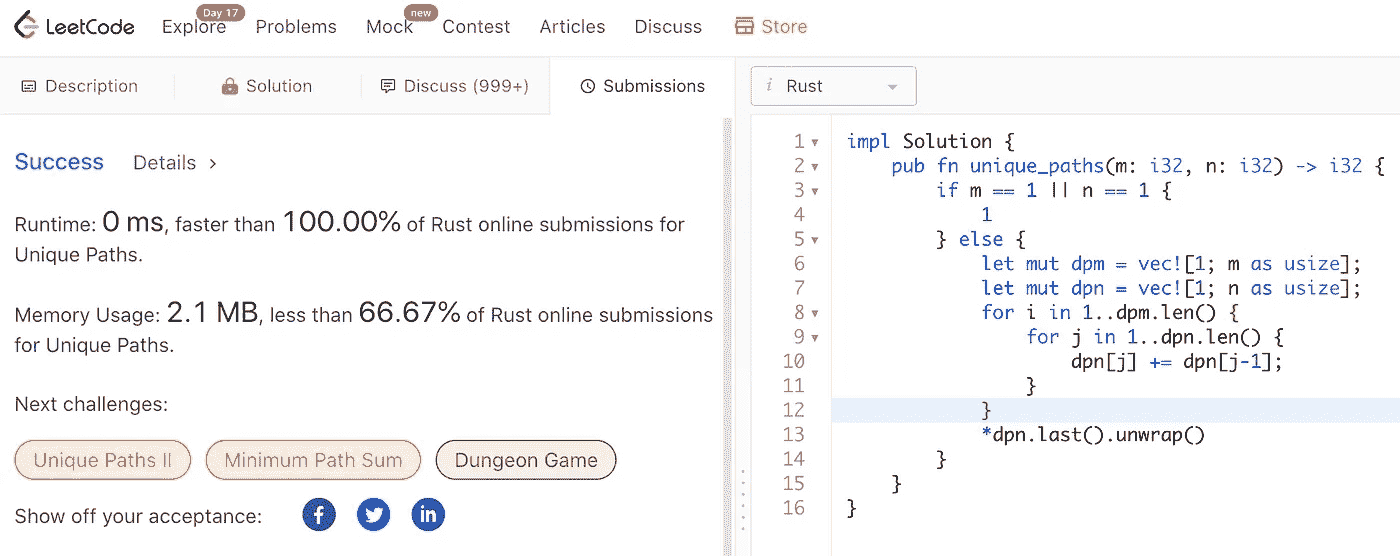 LeetCode Explore Day 17 Problems Mock new Contest Articles Discuss Store
Description Solution Discuss (999+) Submissions
i Rust
Success Details >
Runtime: 0 ms, faster than 100.00% of Rust online submissions for
Unique Paths.
Memory Usage: 2.1 MB, less than 66.67% of Rust online submissions
for Unique Paths.
Next challenges:
Unique Paths II Minimum Path Sum Dungeon Game
Show off your acceptance: f in
1 impl Solution {
2     pub fn unique_paths(m: i32, n: i32) -> i32 {
3         if m == 1 || n == 1 {
4             1
5         } else {
6             let mut dpm = vec![1; m as usize];
7             let mut dpn = vec![1; n as usize];
8             for i in 1..dpm.len() {
9                 for j in 1..dpn.len() {
10                     dpn[j] += dpn[j-1];
11                 }
12             }
13             *dpn.last().unwrap()
14         }
15     }
16 }